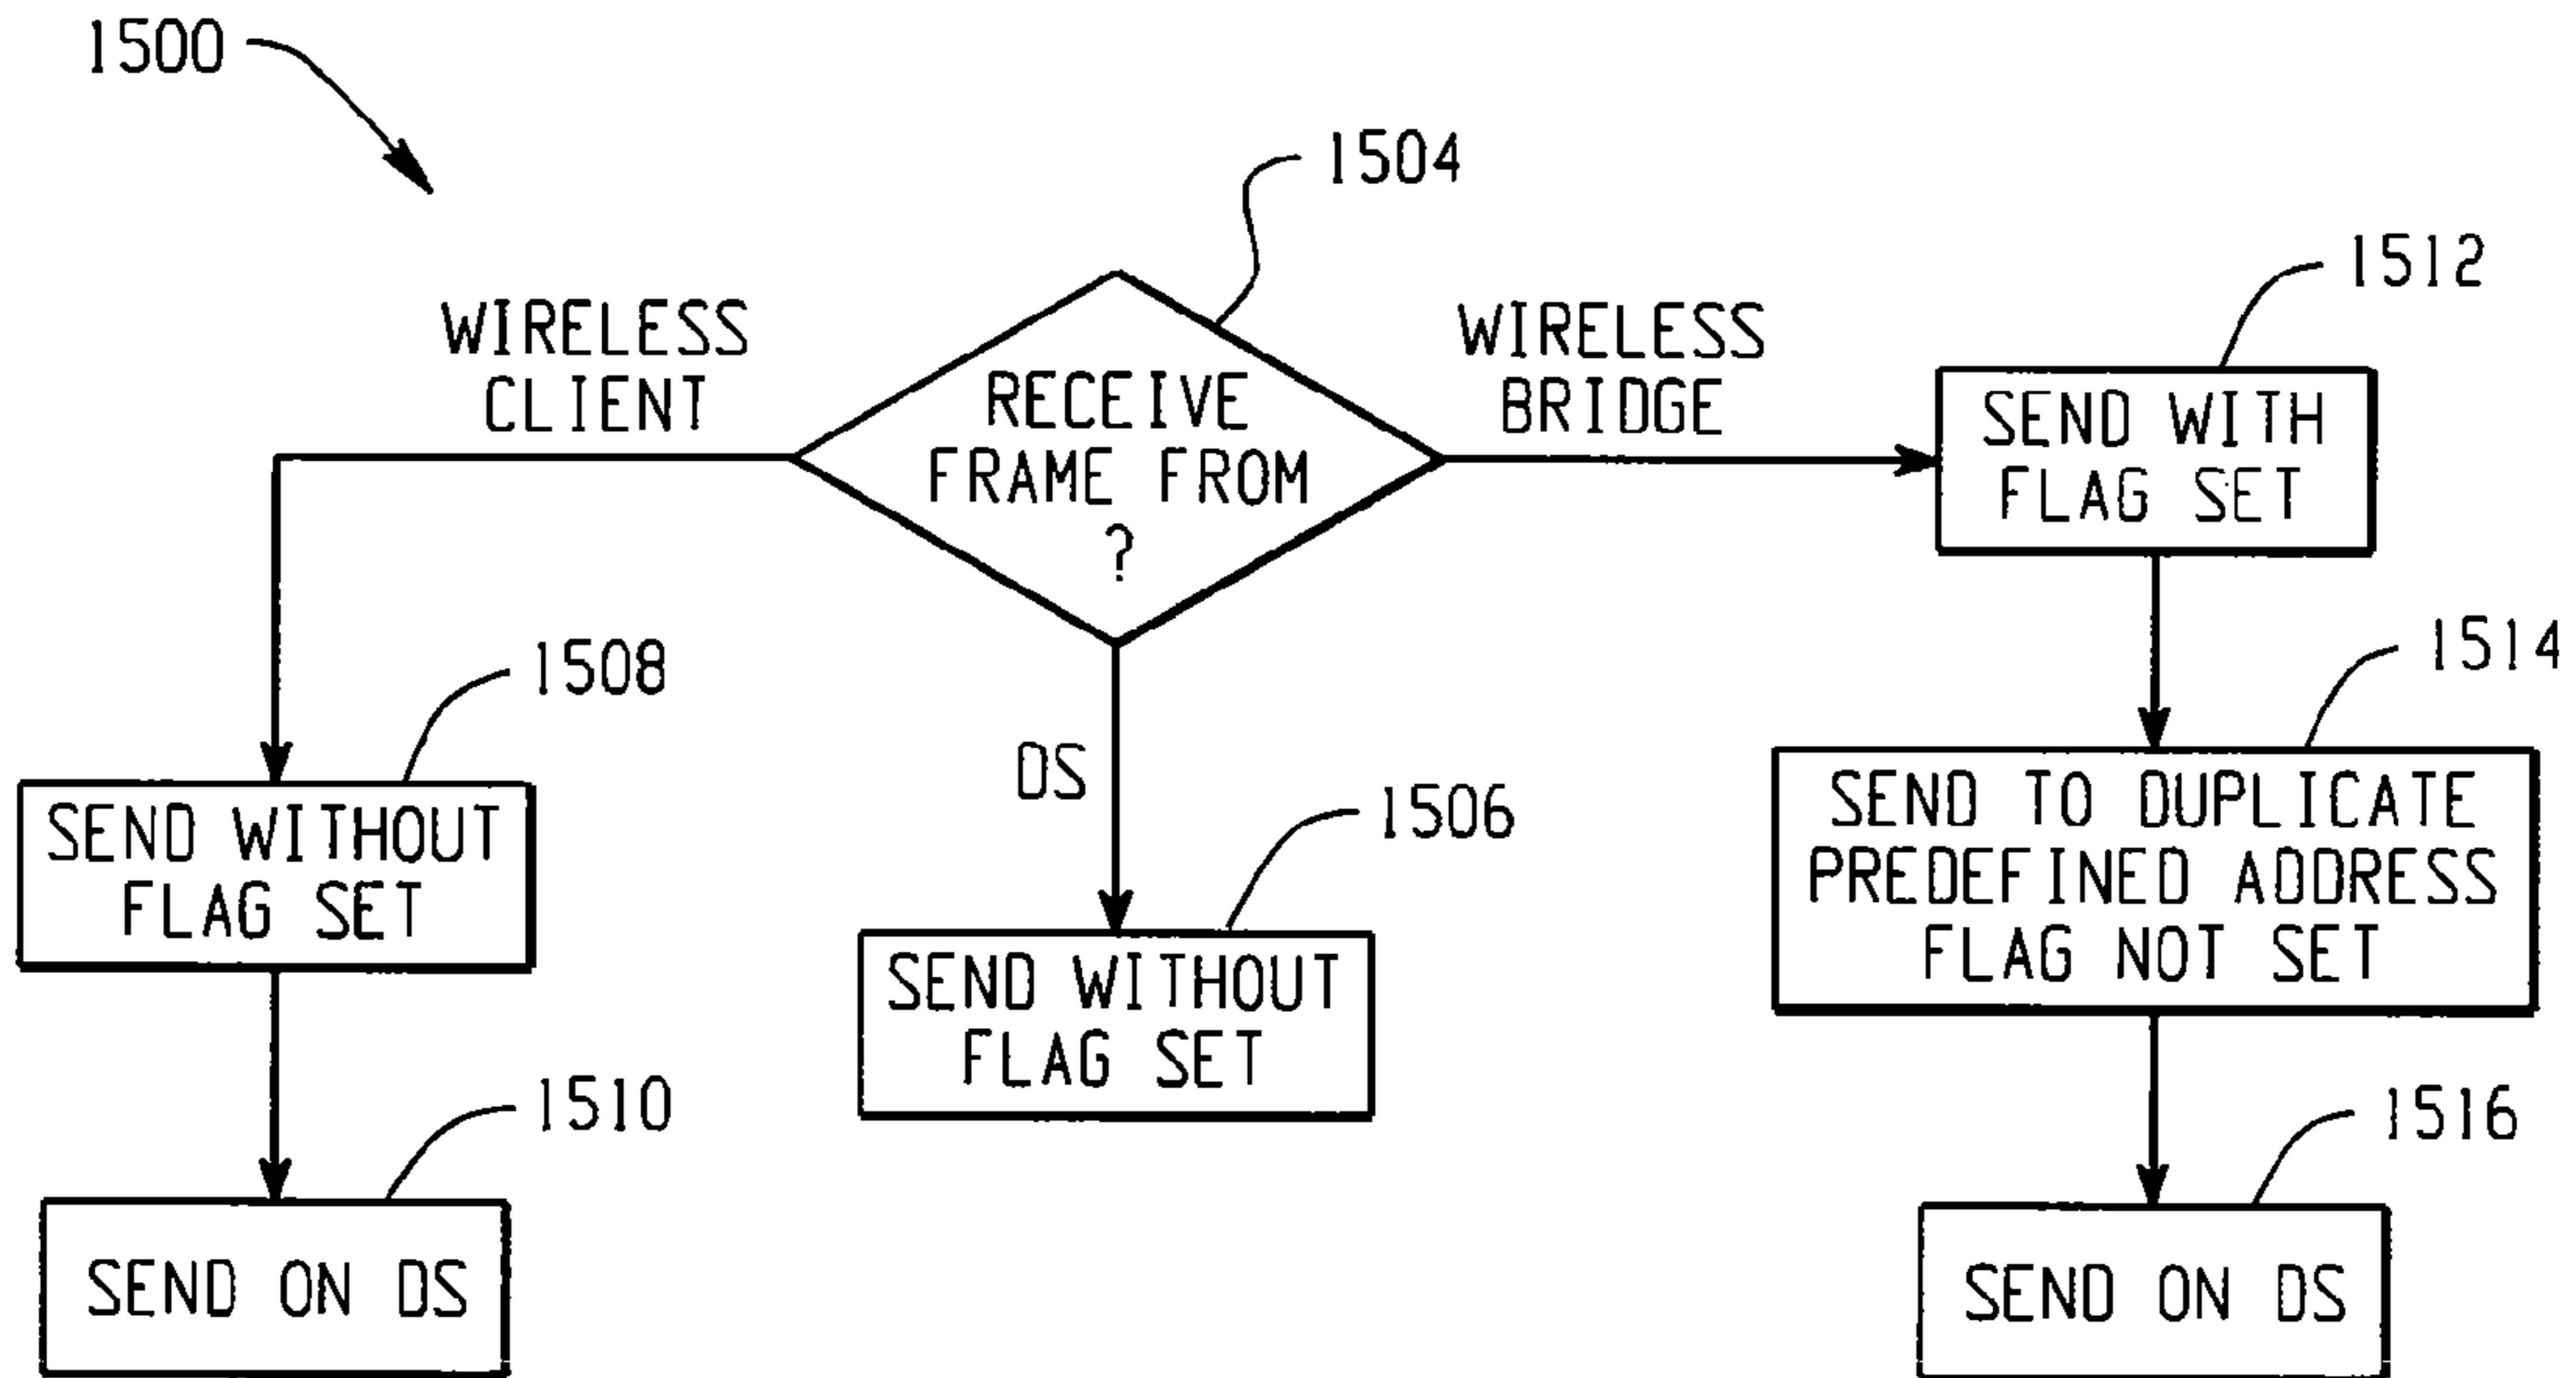 1500
1504
1512
WIRELESS
CLIENT
RECEIVE
FRAME FROM
?
WIRELESS
BRIDGE
SEND WITH
FLAG SET
1508
DS
1514
SEND WITHOUT
FLAG SET
1506
SEND TO DUPLICATE
PREDEFINED ADDRESS
FLAG NOT SET
SEND WITHOUT
FLAG SET
1510
1516
SEND ON DS
SEND ON DS